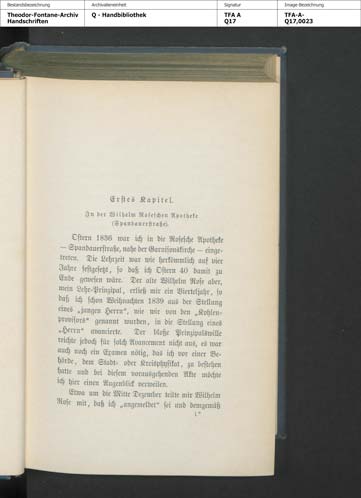 Bestandsbezeichnung
Theodor-Fontane-Archiv
Handschriften
Archivalieneinheit
Q - Handbibliothek
Signatur
TFA A
Q17
Image Bezeichnung
TFA-A-
Q17,0023
Erstes Kapitel.
In der Wilhelm Roseschen Apotheke
(Spandauerstraße).
Ostern 1836 war ich in die Rosesche Apotheke
— Spandauerstraße, nahe der Garnisonkirche — einge-
treten. Die Lehrzeit war wie herkömmlich auf vier
Jahre festgesetzt, so daß ich Ostern 40 damit zu
Ende gewesen wäre. Der alte Wilhelm Rose aber,
mein Lehr-Prinzipal, erließ mir ein Vierteljahr, so
daß ich schon Weihnachten 1839 aus der Stellung
eines „jungen Herrn“, wie wir von den „Kohlen-
provisors“ genannt wurden, in die Stellung eines
„Herrn“ avancierte. Der bloße Prinzipalswille
reichte jedoch für solch Avancement nicht aus, es war
auch noch ein Examen nötig, das ich vor einer Be-
hörde, dem Stadt- oder Kreisphysikat, zu bestehen
hatte und bei diesem vorausgehenden Akte möchte
ich hier einen Augenblick verweilen.
Etwa um die Mitte Dezember teilte mir Wilhelm
Rose mit, daß ich „angemeldet“ sei und demgemäß
1*